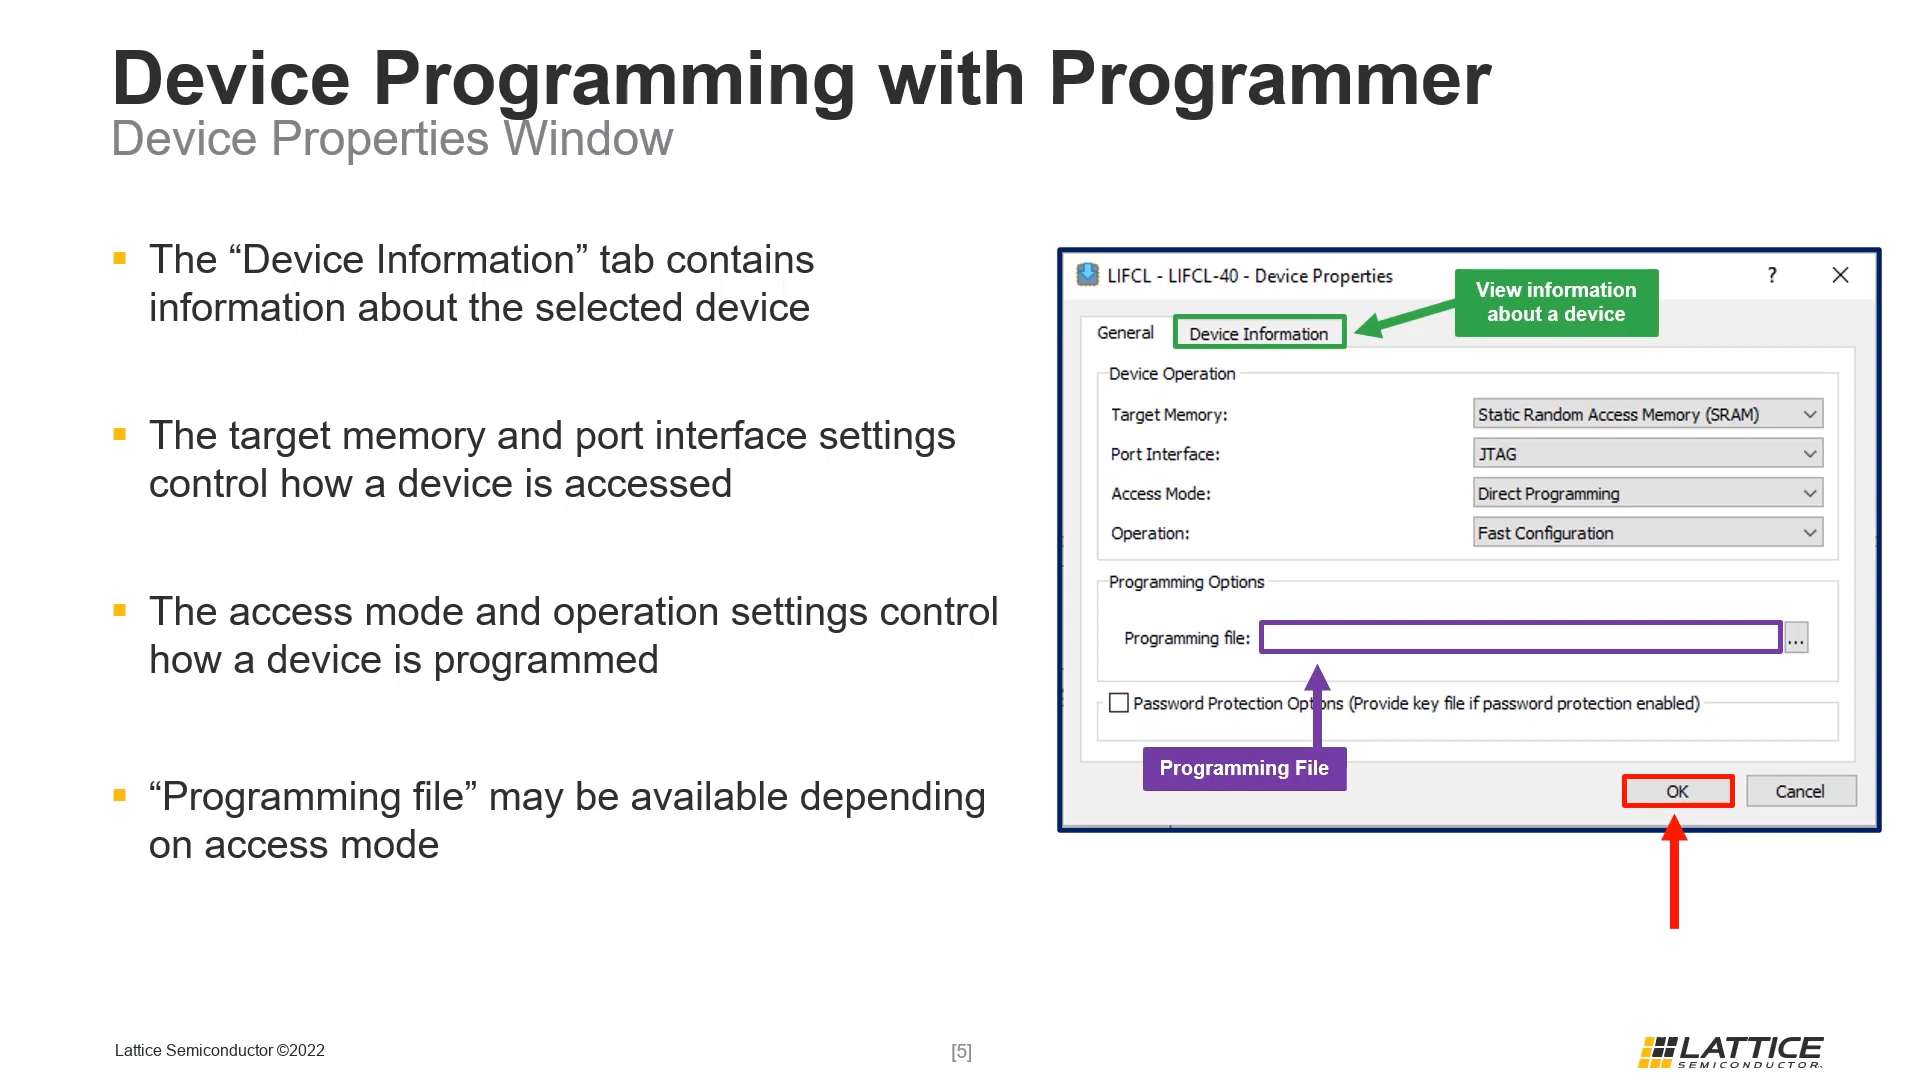 Device Programming with Programmer
Device Properties Window
The “Device Information” tab contains
information about the selected device
The target memory and port interface settings
control how a device is accessed
The access mode and operation settings control
how a device is programmed
“Programming file” may be available depending
on access mode
LIFCL - LIFCL-40 - Device Properties
?
View information
about a device
General
Device Information
Device Operation
Target Memory:
Static Random Access Memory (SRAM)
Port Interface:
JTAG
Access Mode:
Direct Programming
Operation:
Fast Configuration
Programming Options
Programming file:
...
Password Protection Options (Provide key file if password protection enabled)
Programming File
OK
Cancel
Lattice Semiconductor ©2022
[5]
LATTICE
SEMICONDUCTOR